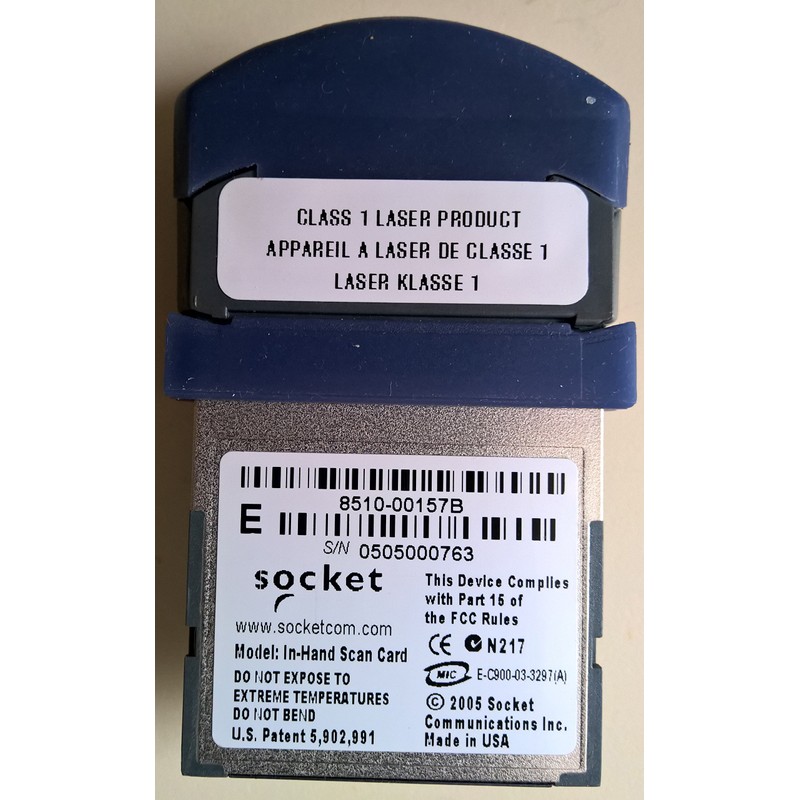 CLASS 1 LASER PRODUCT
APPAREIL A LASER DE CLASSE 1
LASER KLASSE 1
8510-00157B
E
S/N 0505000763
socket
www.socketcom.com
Model: In-Hand Scan Card
DO NOT EXPOSE TO
EXTREME TEMPERATURES
DO NOT BEND
U.S. Patent 5,902,991
This Device Complies
with Part 15 of
the FCC Rules
CE N217
MIC E-C900-03-3297(A)
© 2005 Socket
Communications Inc.
Made in USA